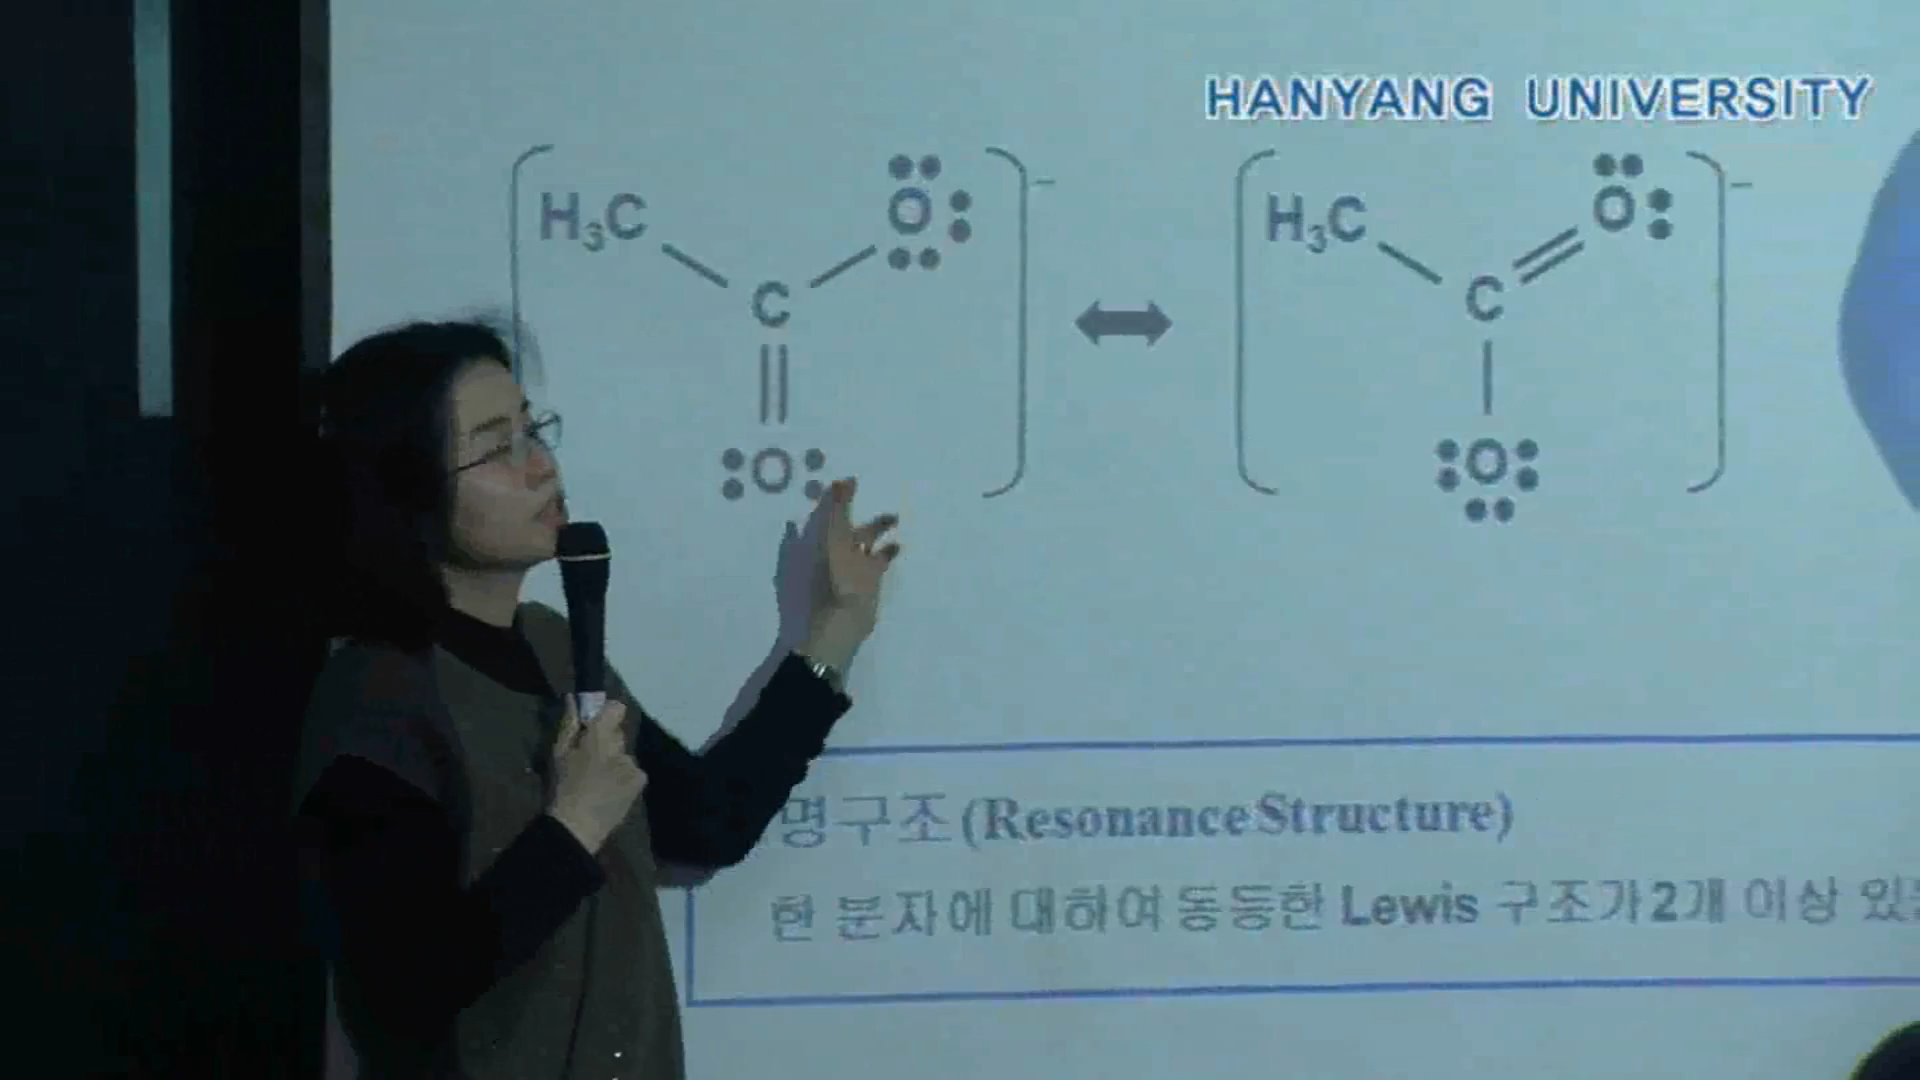 HANYANG UNIVERSITY
H₃C O − H₃C O −
C C
O O
명구조 (Resonance Structure)
한 분자에 대하여 동등한 Lewis 구조가 2개 이상